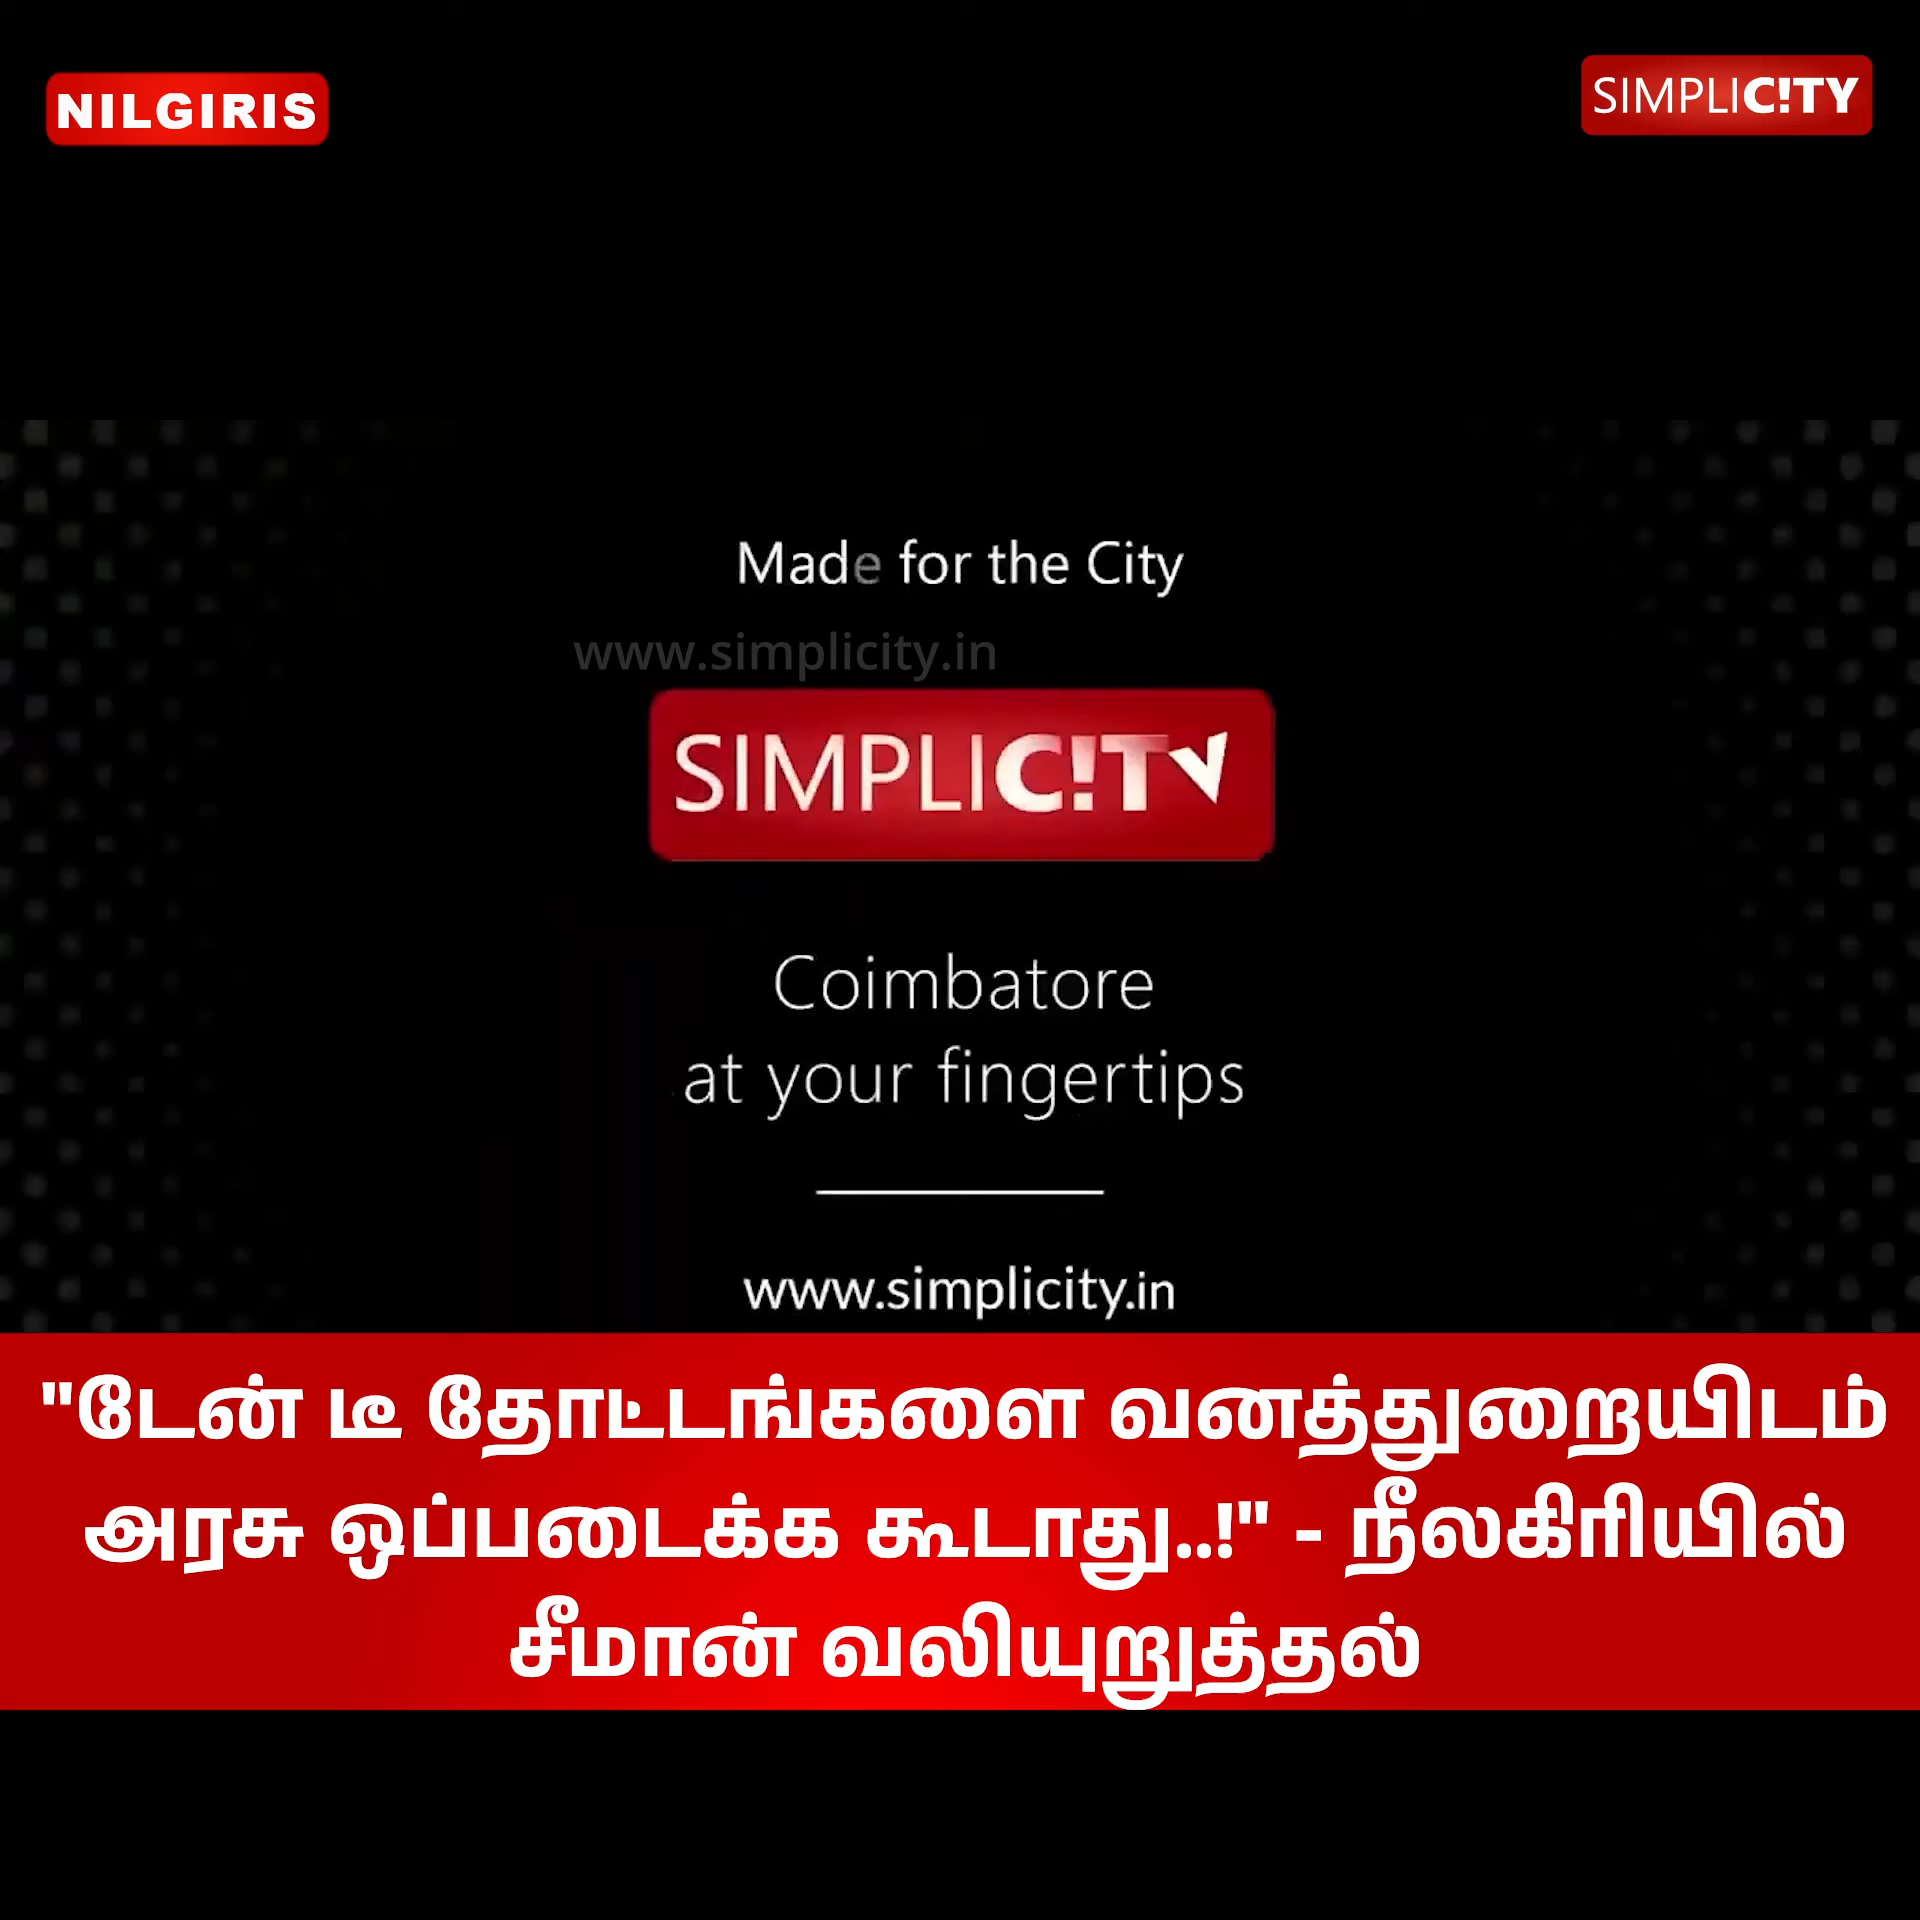 NILGIRIS
SIMPLIC!TY
Made for the City
www.simplicity.in
SIMPLIC!TY
Coimbatore
at your fingertips
www.simplicity.in
"டேன் டீ தோட்டங்களை வனத்துறையிடம்
அரசு ஒப்படைக்க கூடாது..!" - நீலகிரியில்
சீமான் வலியுறுத்தல்